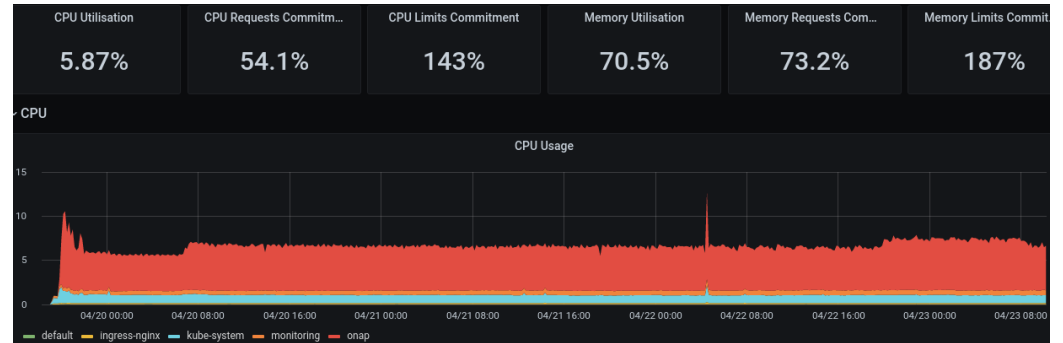 CPU Utilisation CPU Requests Commitm... CPU Limits Commitment Memory Utilisation Memory Requests Com... Memory Limits Commit
5.87% 54.1% 143% 70.5% 73.2% 187%
CPU
CPU Usage
15
10
5
0
04/20 00:00 04/20 08:00 04/20 16:00 04/21 00:00 04/21 08:00 04/21 16:00 04/22 00:00 04/22 08:00 04/22 16:00 04/23 00:00 04/23 08:00
default ingress-nginx kube-system monitoring onap